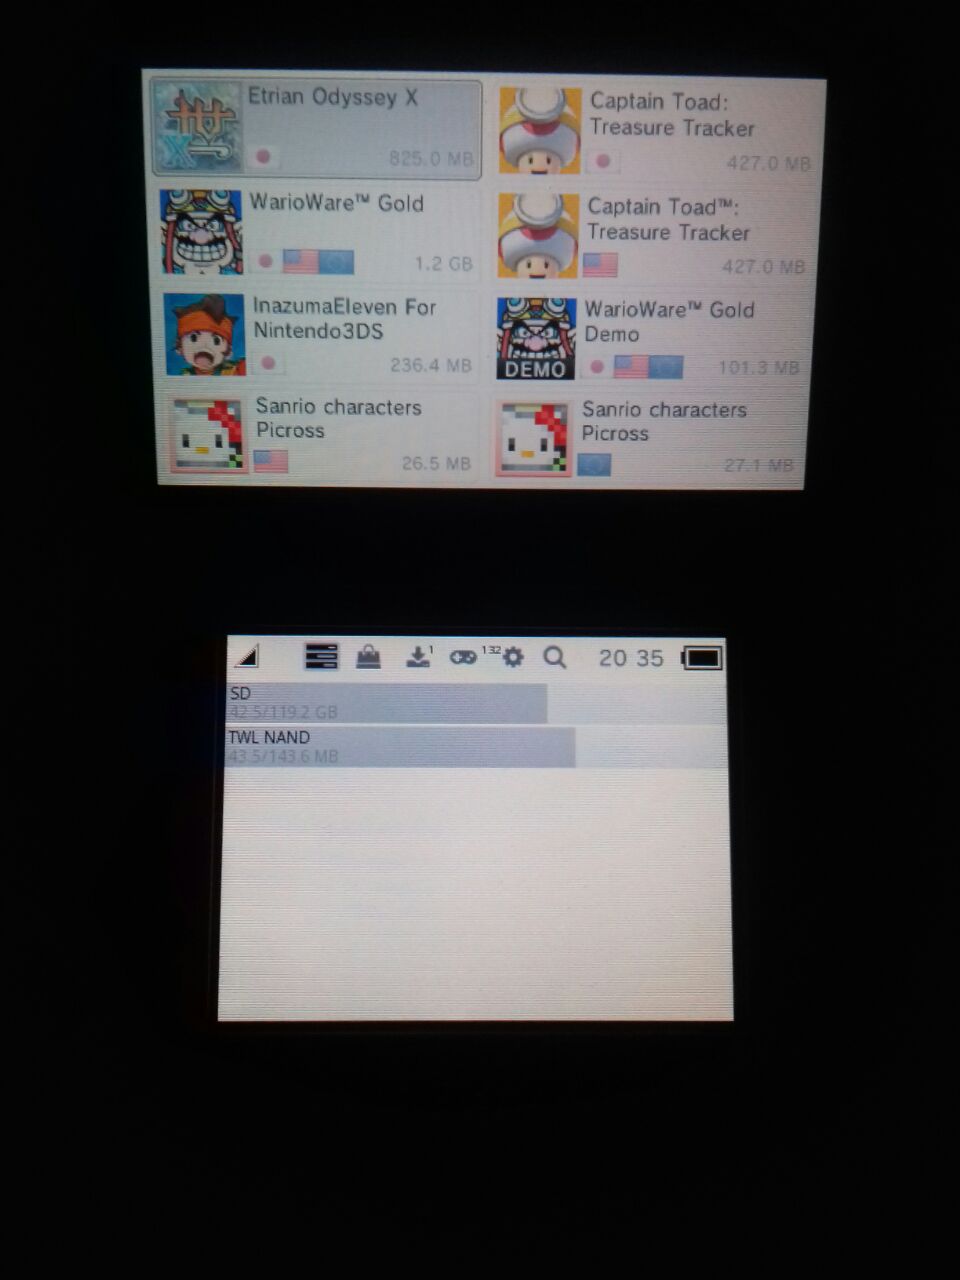 Etrian Odyssey X
825.0 MB
Captain Toad:
Treasure Tracker
427.0 MB
WarioWare™ Gold
1.2 GB
Captain Toad™:
Treasure Tracker
427.0 MB
InazumaEleven For
Nintendo3DS
236.4 MB
WarioWare™ Gold
Demo
DEMO
101.3 MB
Sanrio characters
Picross
26.5 MB
Sanrio characters
Picross
27.1 MB
1
132
20 35
SD
42.5/119.2 GB
TWL NAND
43.5/143.6 MB